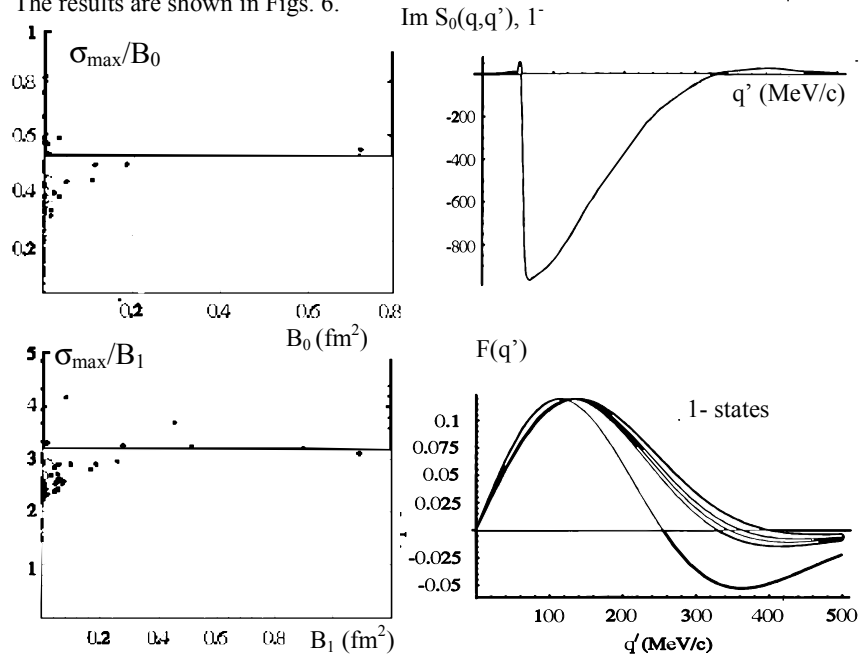 The results are shown in Figs. 6.
σmax/B0
1
0.8
0.6
0.4
0.2
0.2 0.4 0.6 0.8
B0 (fm²)
Im S0(q,q'), 1-
q' (MeV/c)
-200
-400
-600
-800
σmax/B1
5
4
3
2
1
0.2 0.4 0.6 0.8 B1 (fm²)
F(q')
1- states
0.1
0.075
0.05
0.025
-0.025
-0.05
100 200 300 400 500
q' (MeV/c)